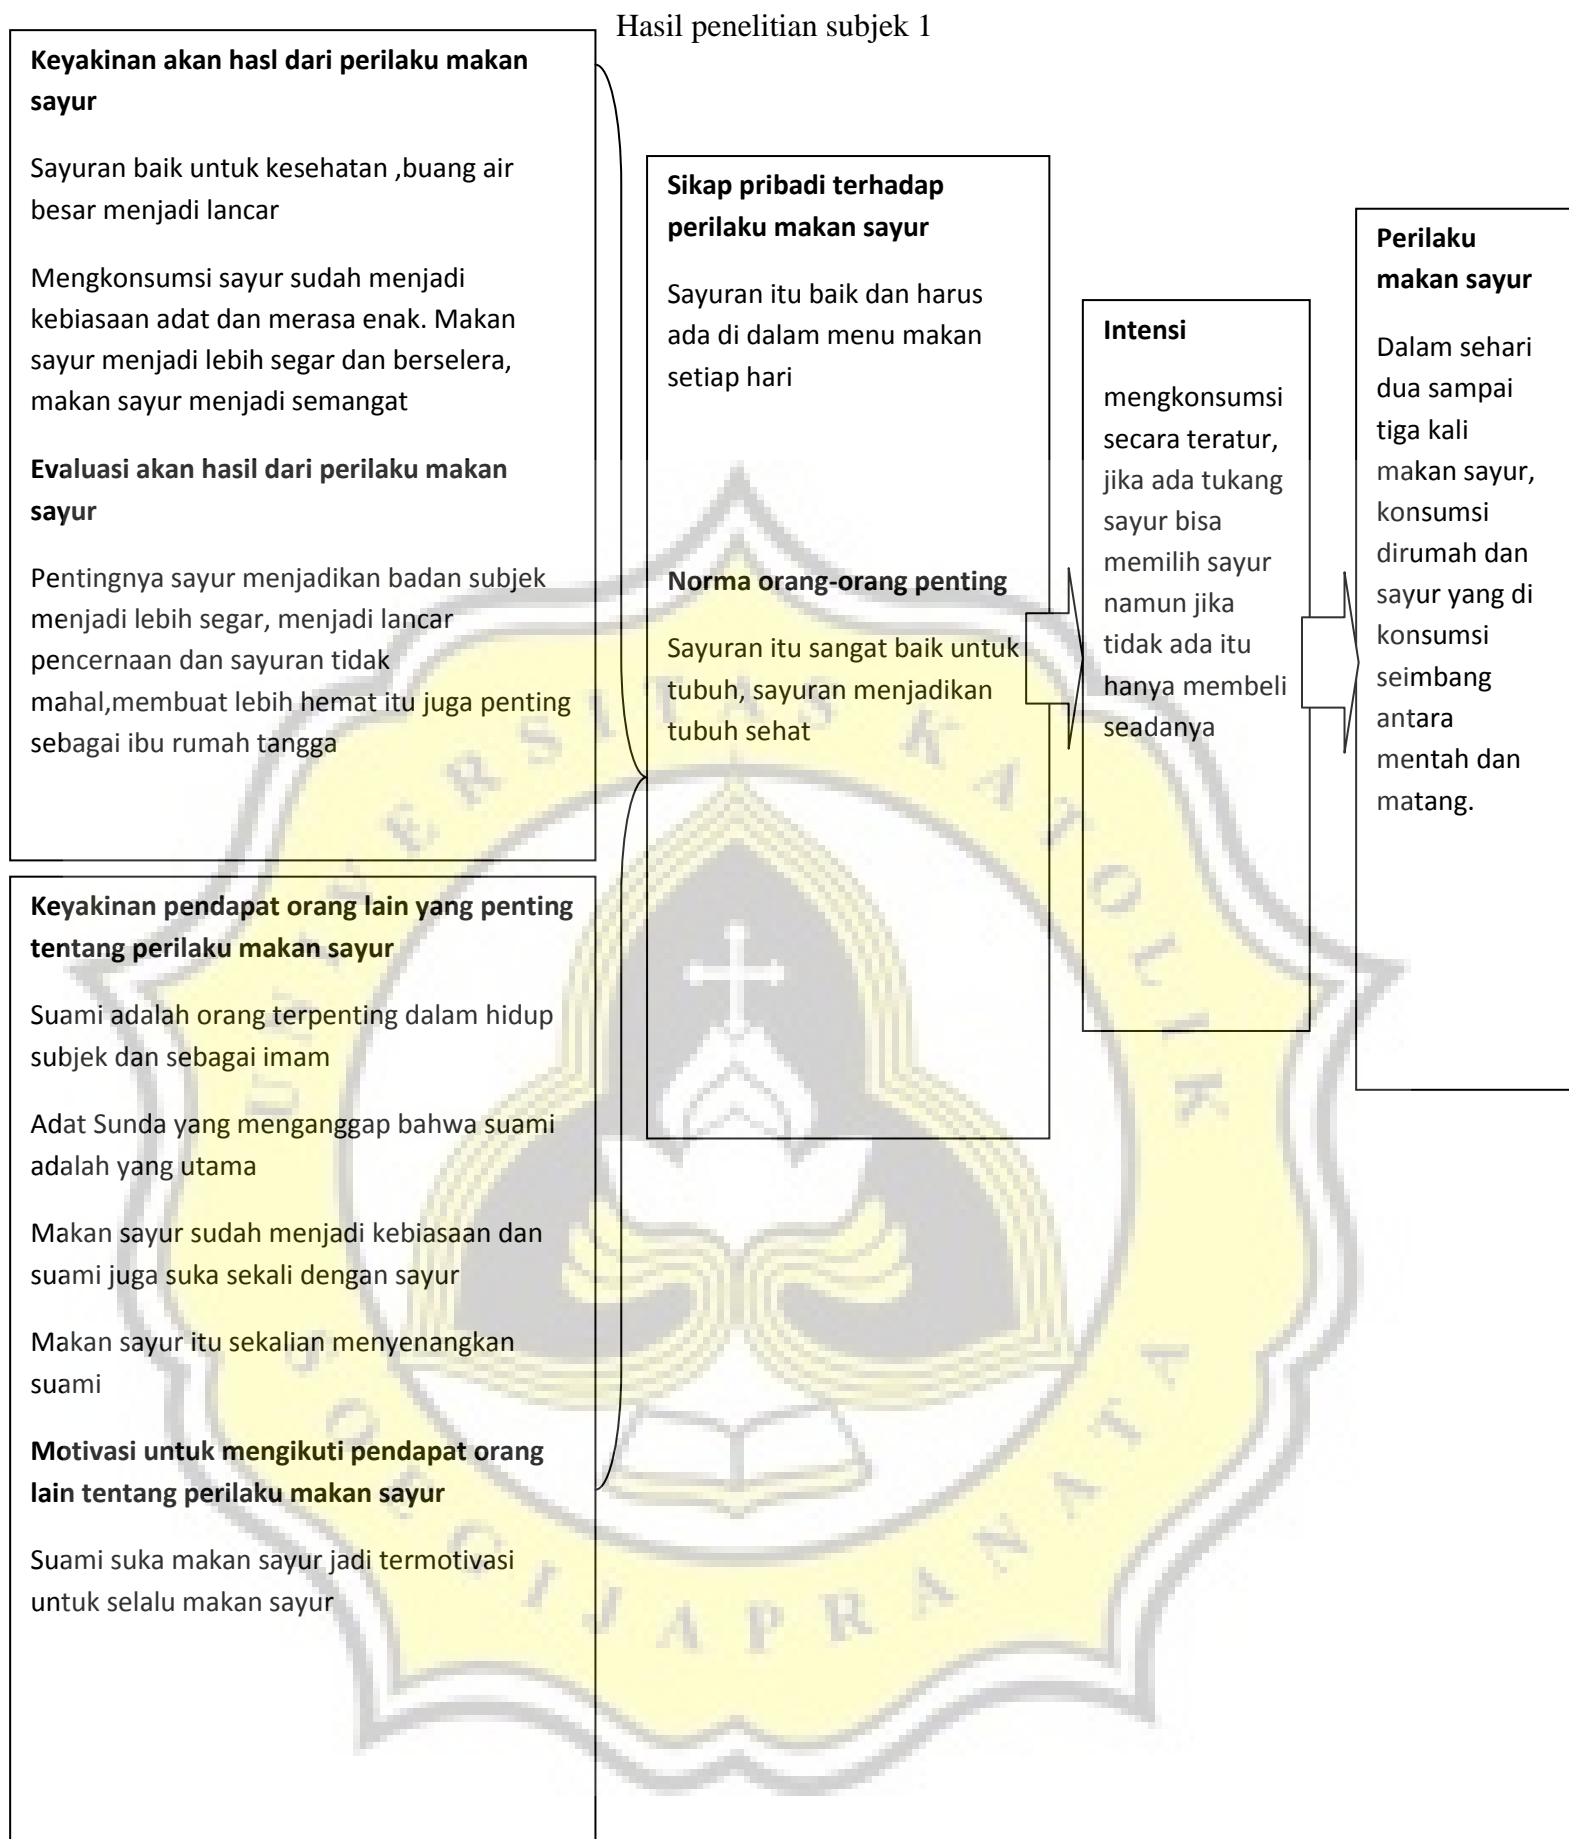 Hasil penelitian subjek 1
Keyakinan akan hasl dari perilaku makan
sayur
Sayuran baik untuk kesehatan ,buang air
besar menjadi lancar
Mengkonsumsi sayur sudah menjadi
kebiasaan adat dan merasa enak. Makan
sayur menjadi lebih segar dan berselera,
makan sayur menjadi semangat
Evaluasi akan hasil dari perilaku makan
sayur
Pentingnya sayur menjadikan badan subjek
menjadi lebih segar, menjadi lancar
pencernaan dan sayuran tidak
mahal,membuat lebih hemat itu juga penting
sebagai ibu rumah tangga
Keyakinan pendapat orang lain yang penting
tentang perilaku makan sayur
Suami adalah orang terpenting dalam hidup
subjek dan sebagai imam
Adat Sunda yang menganggap bahwa suami
adalah yang utama
Makan sayur sudah menjadi kebiasaan dan
suami juga suka sekali dengan sayur
Makan sayur itu sekalian menyenangkan
suami
Motivasi untuk mengikuti pendapat orang
lain tentang perilaku makan sayur
Suami suka makan sayur jadi termotivasi
untuk selalu makan sayur
Sikap pribadi terhadap
perilaku makan sayur
Sayuran itu baik dan harus
ada di dalam menu makan
setiap hari
Norma orang-orang penting
Sayuran itu sangat baik untuk
tubuh, sayuran menjadikan
tubuh sehat
Intensi
mengkonsumsi
secara teratur,
jika ada tukang
sayur bisa
memilih sayur
namun jika
tidak ada itu
hanya membeli
seadanya
Perilaku
makan sayur
Dalam sehari
dua sampai
tiga kali
makan sayur,
konsumsi
dirumah dan
sayur yang di
konsumsi
seimbang
antara
mentah dan
matang.
UNIVERSITAS KATOLIK
SOEGIJAPRANATA